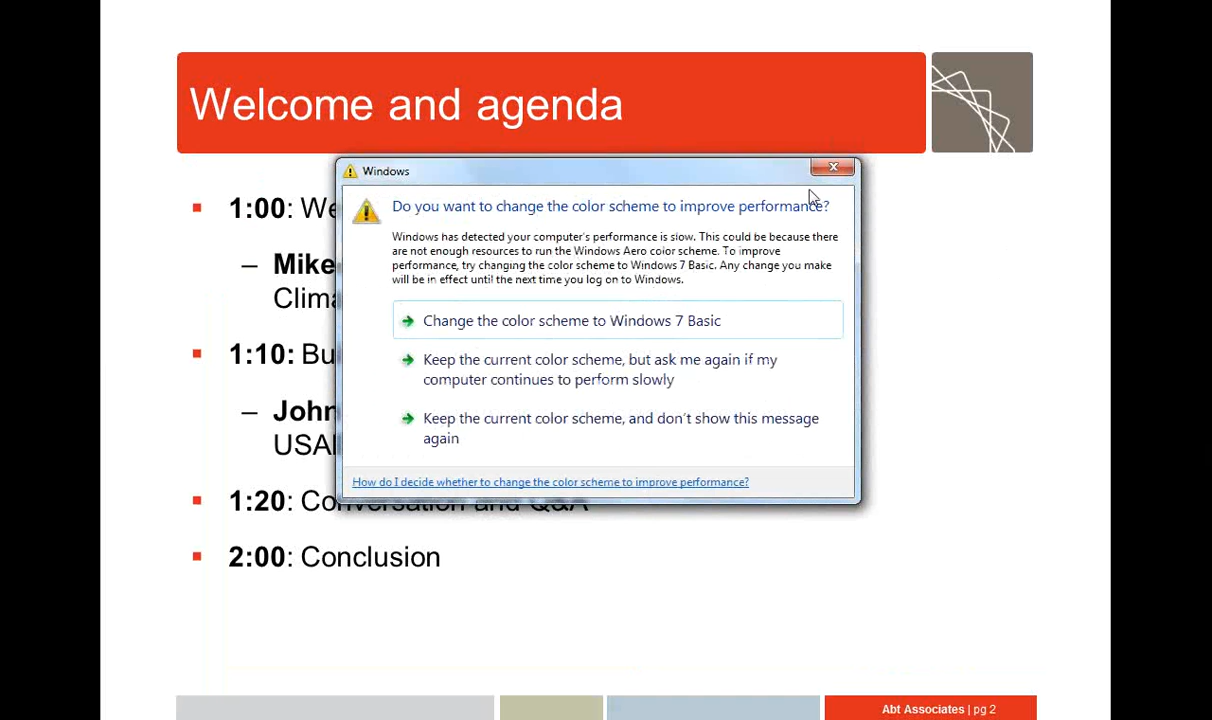 Welcome and agenda
Windows
Do you want to change the color scheme to improve performance?
Windows has detected your computer's performance is slow. This could be because there
are not enough resources to run the Windows Aero color scheme. To improve
performance, try changing the color scheme to Windows 7 Basic. Any change you make
will be in effect until the next time you log on to Windows.
Change the color scheme to Windows 7 Basic
Keep the current color scheme, but ask me again if my
computer continues to perform slowly
Keep the current color scheme, and don't show this message
again
How do I decide whether to change the color scheme to improve performance?
1:00: We
– Mike
Clima
1:10: Bu
– John
USAI
1:20: Conversation and Q&A
2:00: Conclusion
Abt Associates | pg 2